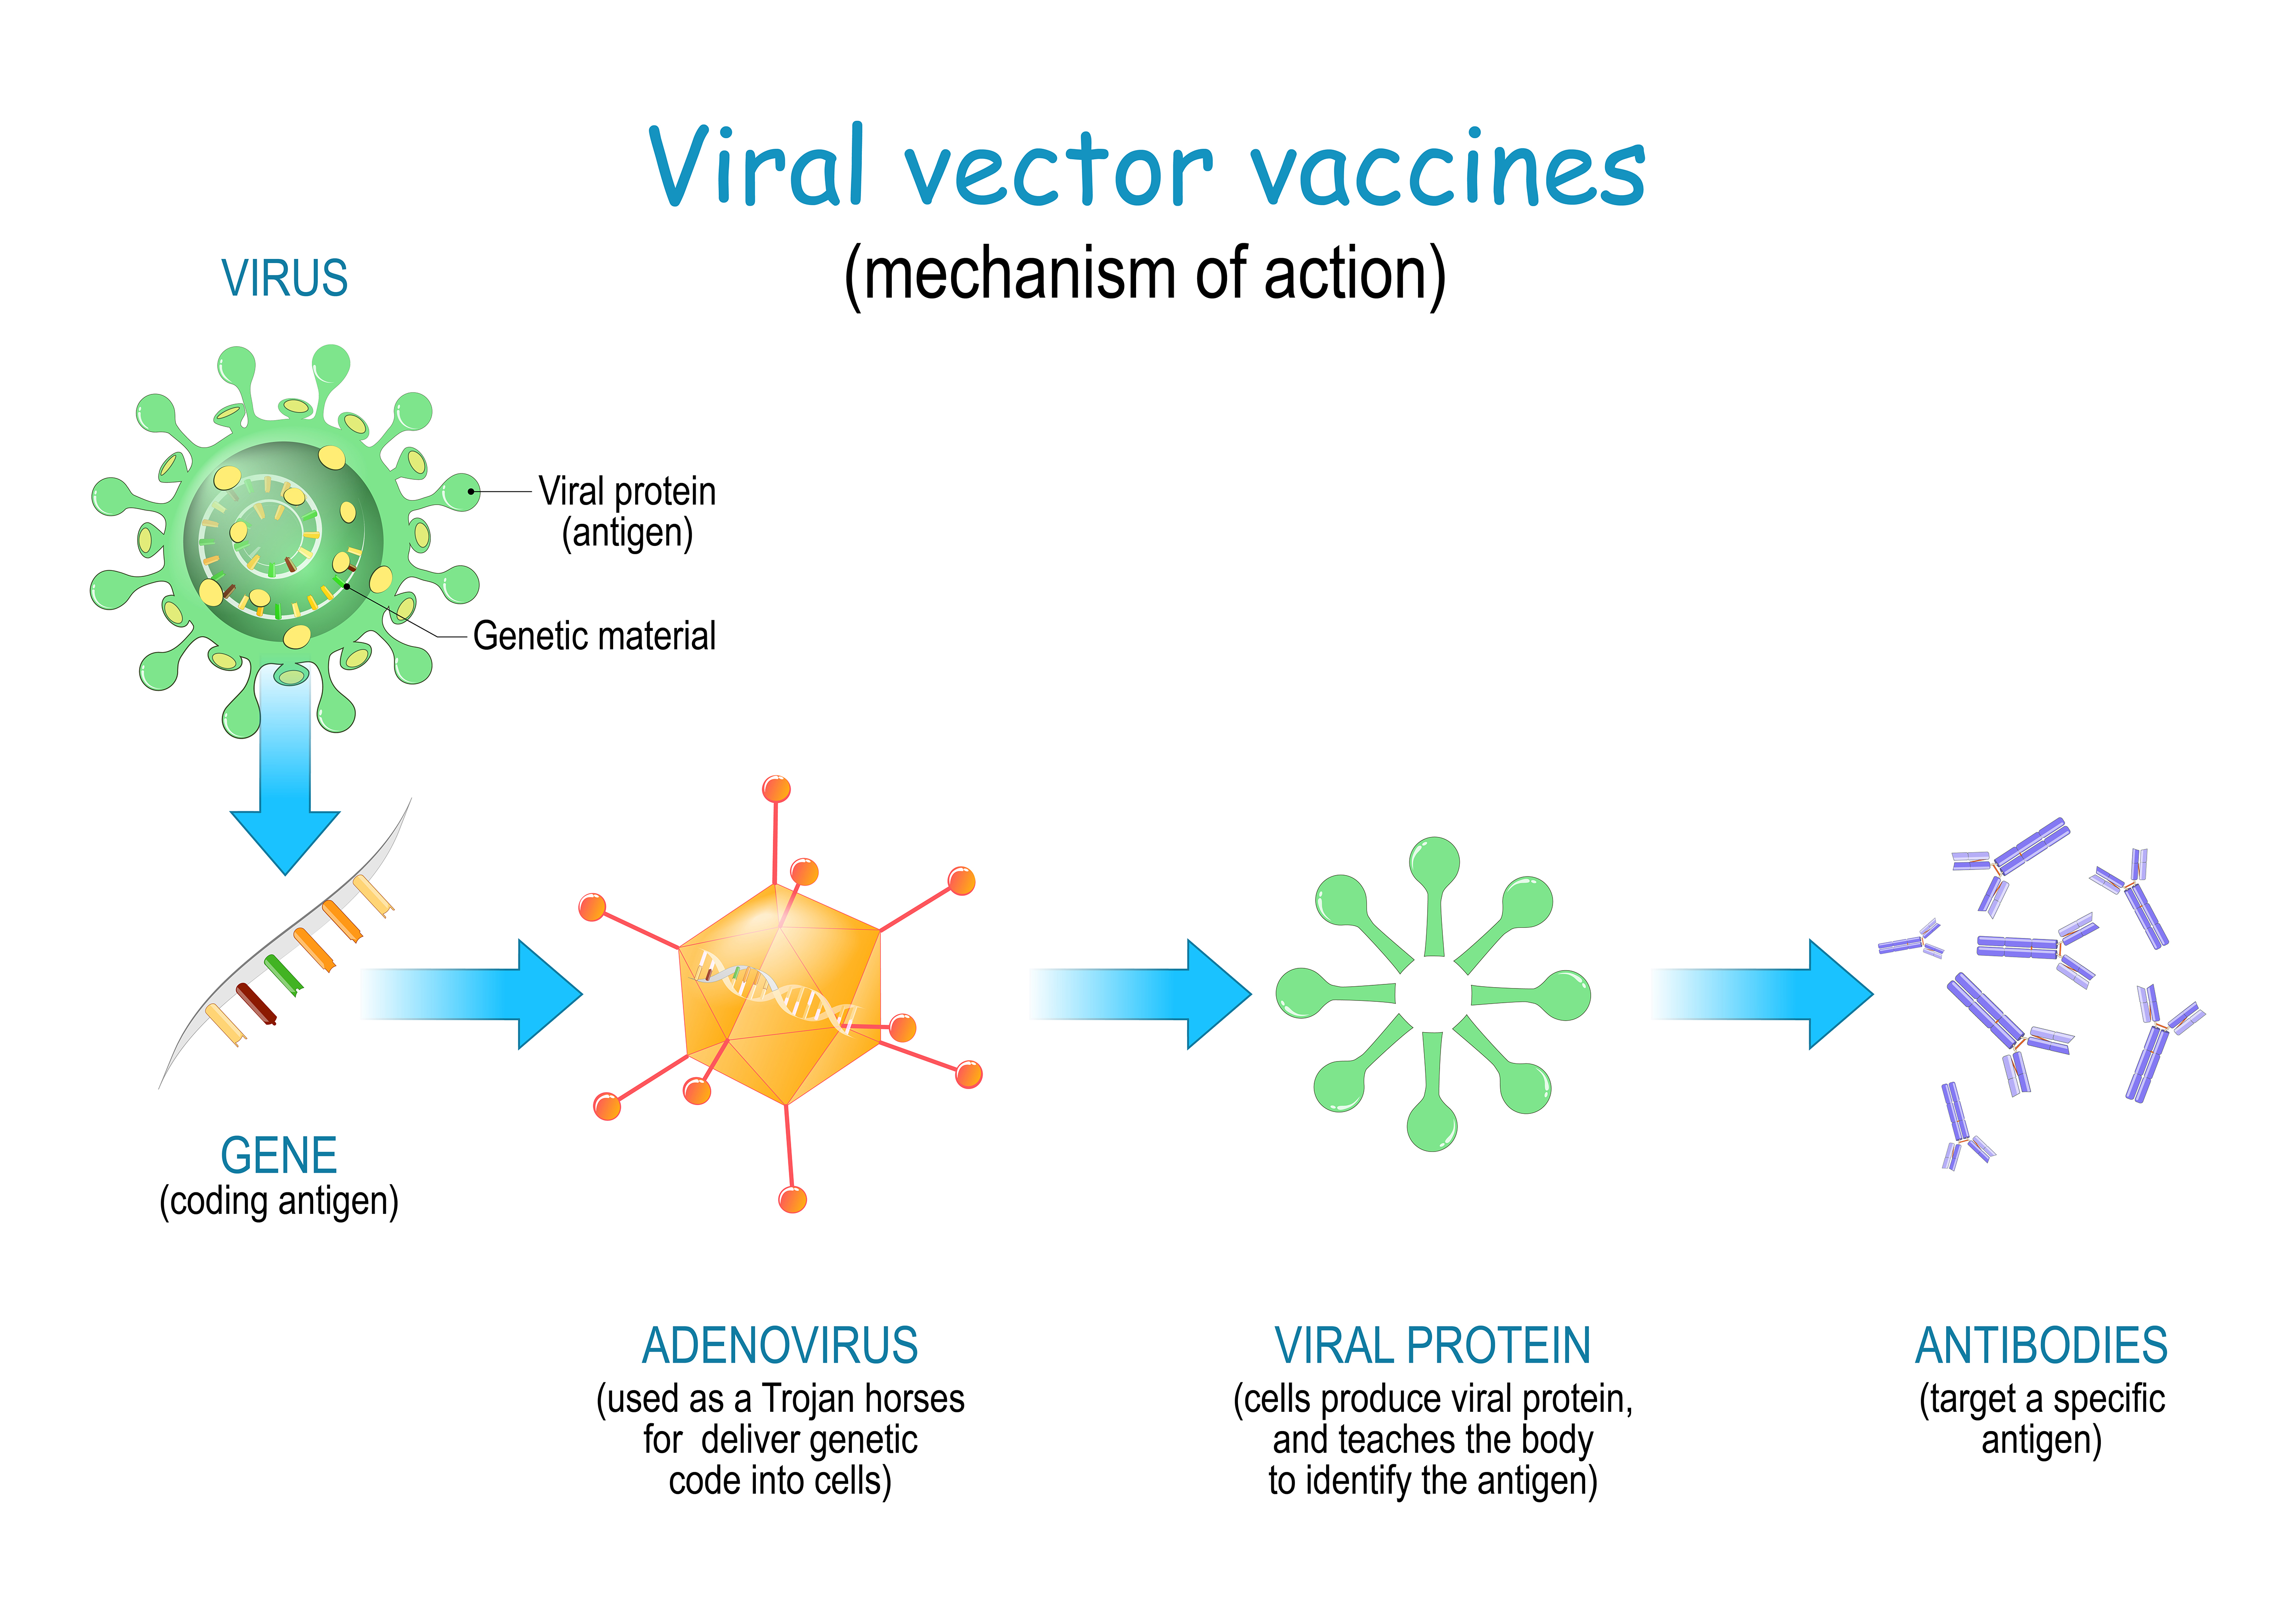 Viral vector vaccines
(mechanism of action)
VIRUS
Viral protein
(antigen)
Genetic material
GENE
(coding antigen)
ADENOVIRUS
(used as a Trojan horses
for  deliver genetic
code into cells)
VIRAL PROTEIN
(cells produce viral protein,
and teaches the body
to identify the antigen)
ANTIBODIES
(target a specific
antigen)